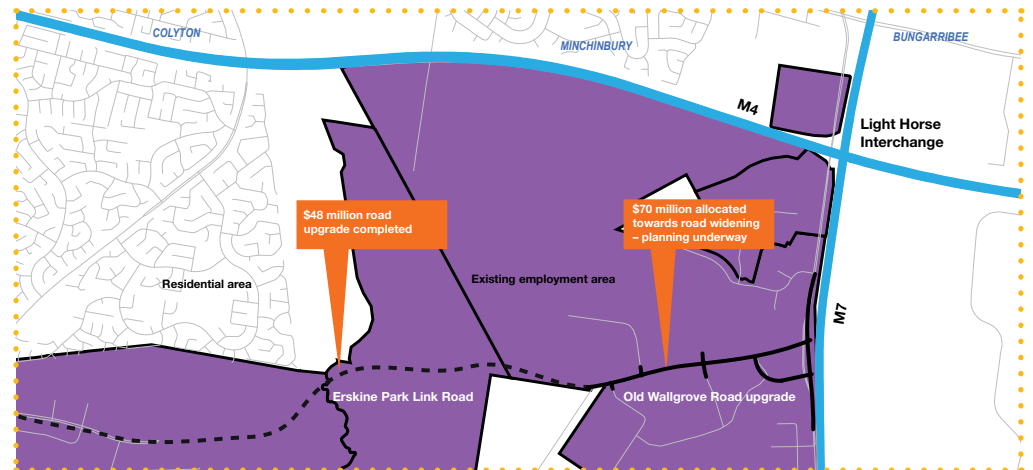 COLYTON
MINCHINBURY
BUNGARRIBEE
M4
Light Horse
Interchange
$48 million road
upgrade completed
$70 million allocated
towards road widening
– planning underway
Residential area
Existing employment area
M7
Erskine Park Link Road
Old Wallgrove Road upgrade